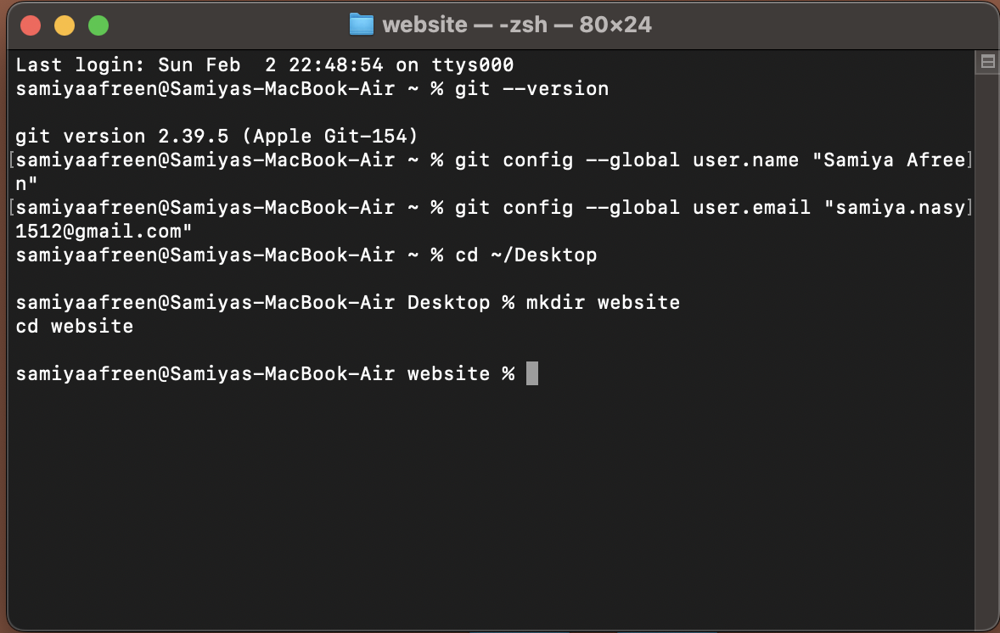 website — -zsh — 80×24
Last login: Sun Feb  2 22:48:54 on ttys000
samiyaafreen@Samiyas-MacBook-Air ~ % git --version
git version 2.39.5 (Apple Git-154)
[samiyaafreen@Samiyas-MacBook-Air ~ % git config --global user.name "Samiya Afree]
n"
[samiyaafreen@Samiyas-MacBook-Air ~ % git config --global user.email "samiya.nasy]
1512@gmail.com"
samiyaafreen@Samiyas-MacBook-Air ~ % cd ~/Desktop
samiyaafreen@Samiyas-MacBook-Air Desktop % mkdir website
cd website
samiyaafreen@Samiyas-MacBook-Air website %